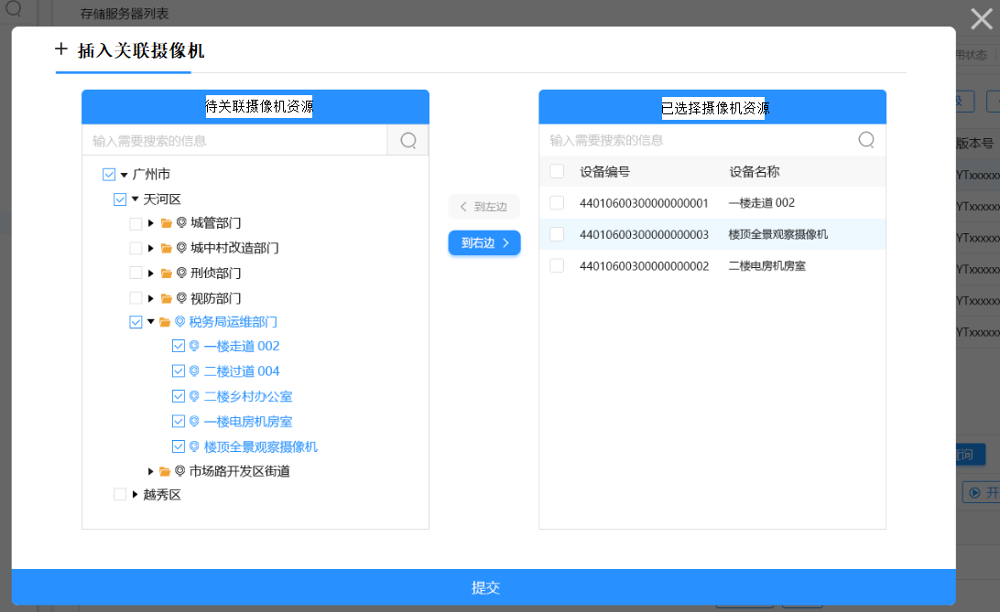 存储服务器列表
+ 插入关联摄像机
待关联摄像机资源
输入需要搜索的信息
广州市
天河区
城管部门
城中村改造部门
刑侦部门
视防部门
税务局运维部门
一楼走道 002
二楼过道 004
二楼乡村办公室
一楼电房机房室
楼顶全景观察摄像机
市场路开发区街道
越秀区
到左边
到右边
已选择摄像机资源
输入需要搜索的信息
设备编号 设备名称
44010600300000000001 一楼走道 002
44010600300000000003 楼顶全景观察摄像机
44010600300000000002 二楼电房机房室
提交
用状态
版本号
YTxxxxx
YTxxxxx
YTxxxxx
YTxxxxx
YTxxxxx
YTxxxxx
查询
开